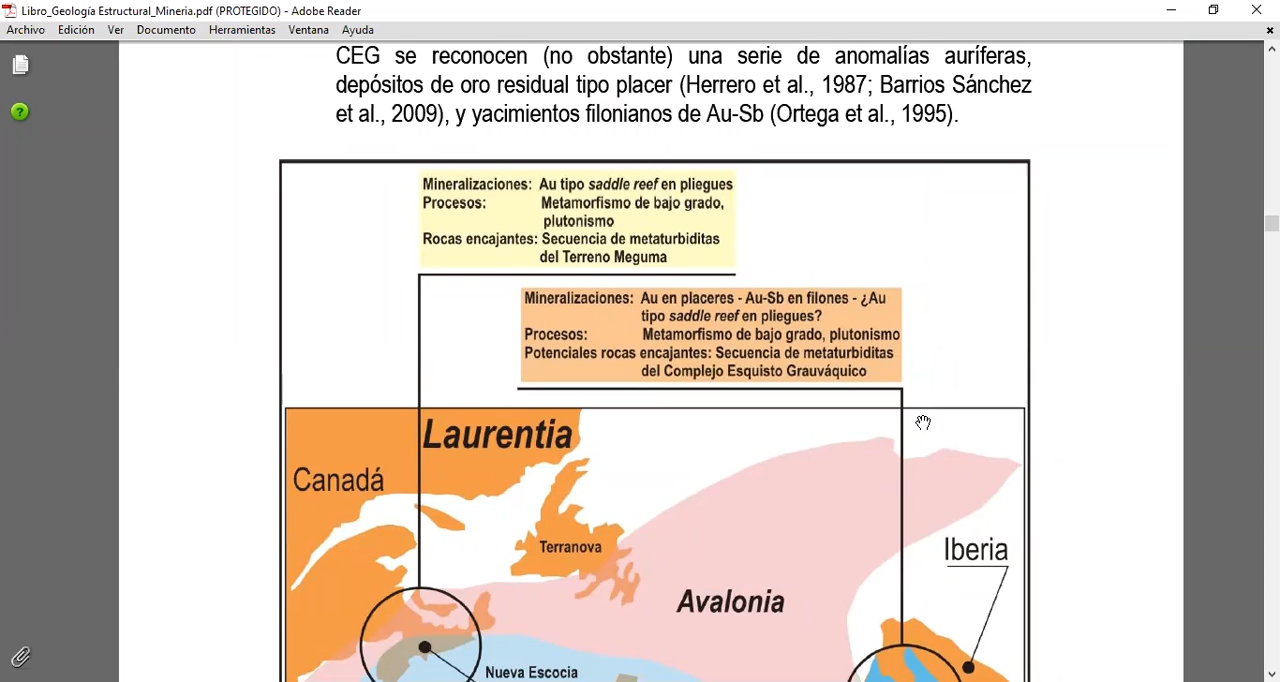 Libro_Geología Estructural_Mineria.pdf (PROTEGIDO) - Adobe Reader
Archivo Edición Ver Documento Herramientas Ventana Ayuda
CEG se reconocen (no obstante) una serie de anomalías auríferas,
depósitos de oro residual tipo placer (Herrero et al., 1987; Barrios Sánchez
et al., 2009), y yacimientos filonianos de Au-Sb (Ortega et al., 1995).
Mineralizaciones: Au tipo saddle reef en pliegues
Procesos: Metamorfismo de bajo grado,
plutonismo
Rocas encajantes: Secuencia de metaturbiditas
del Terreno Meguma
Mineralizaciones: Au en placeres - Au-Sb en filones - ¿Au
tipo saddle reef en pliegues?
Procesos: Metamorfismo de bajo grado, plutonismo
Potenciales rocas encajantes: Secuencia de metaturbiditas
del Complejo Esquisto Grauváquico
Laurentia
Canadá
Terranova
Iberia
Avalonia
Nueva Escocia